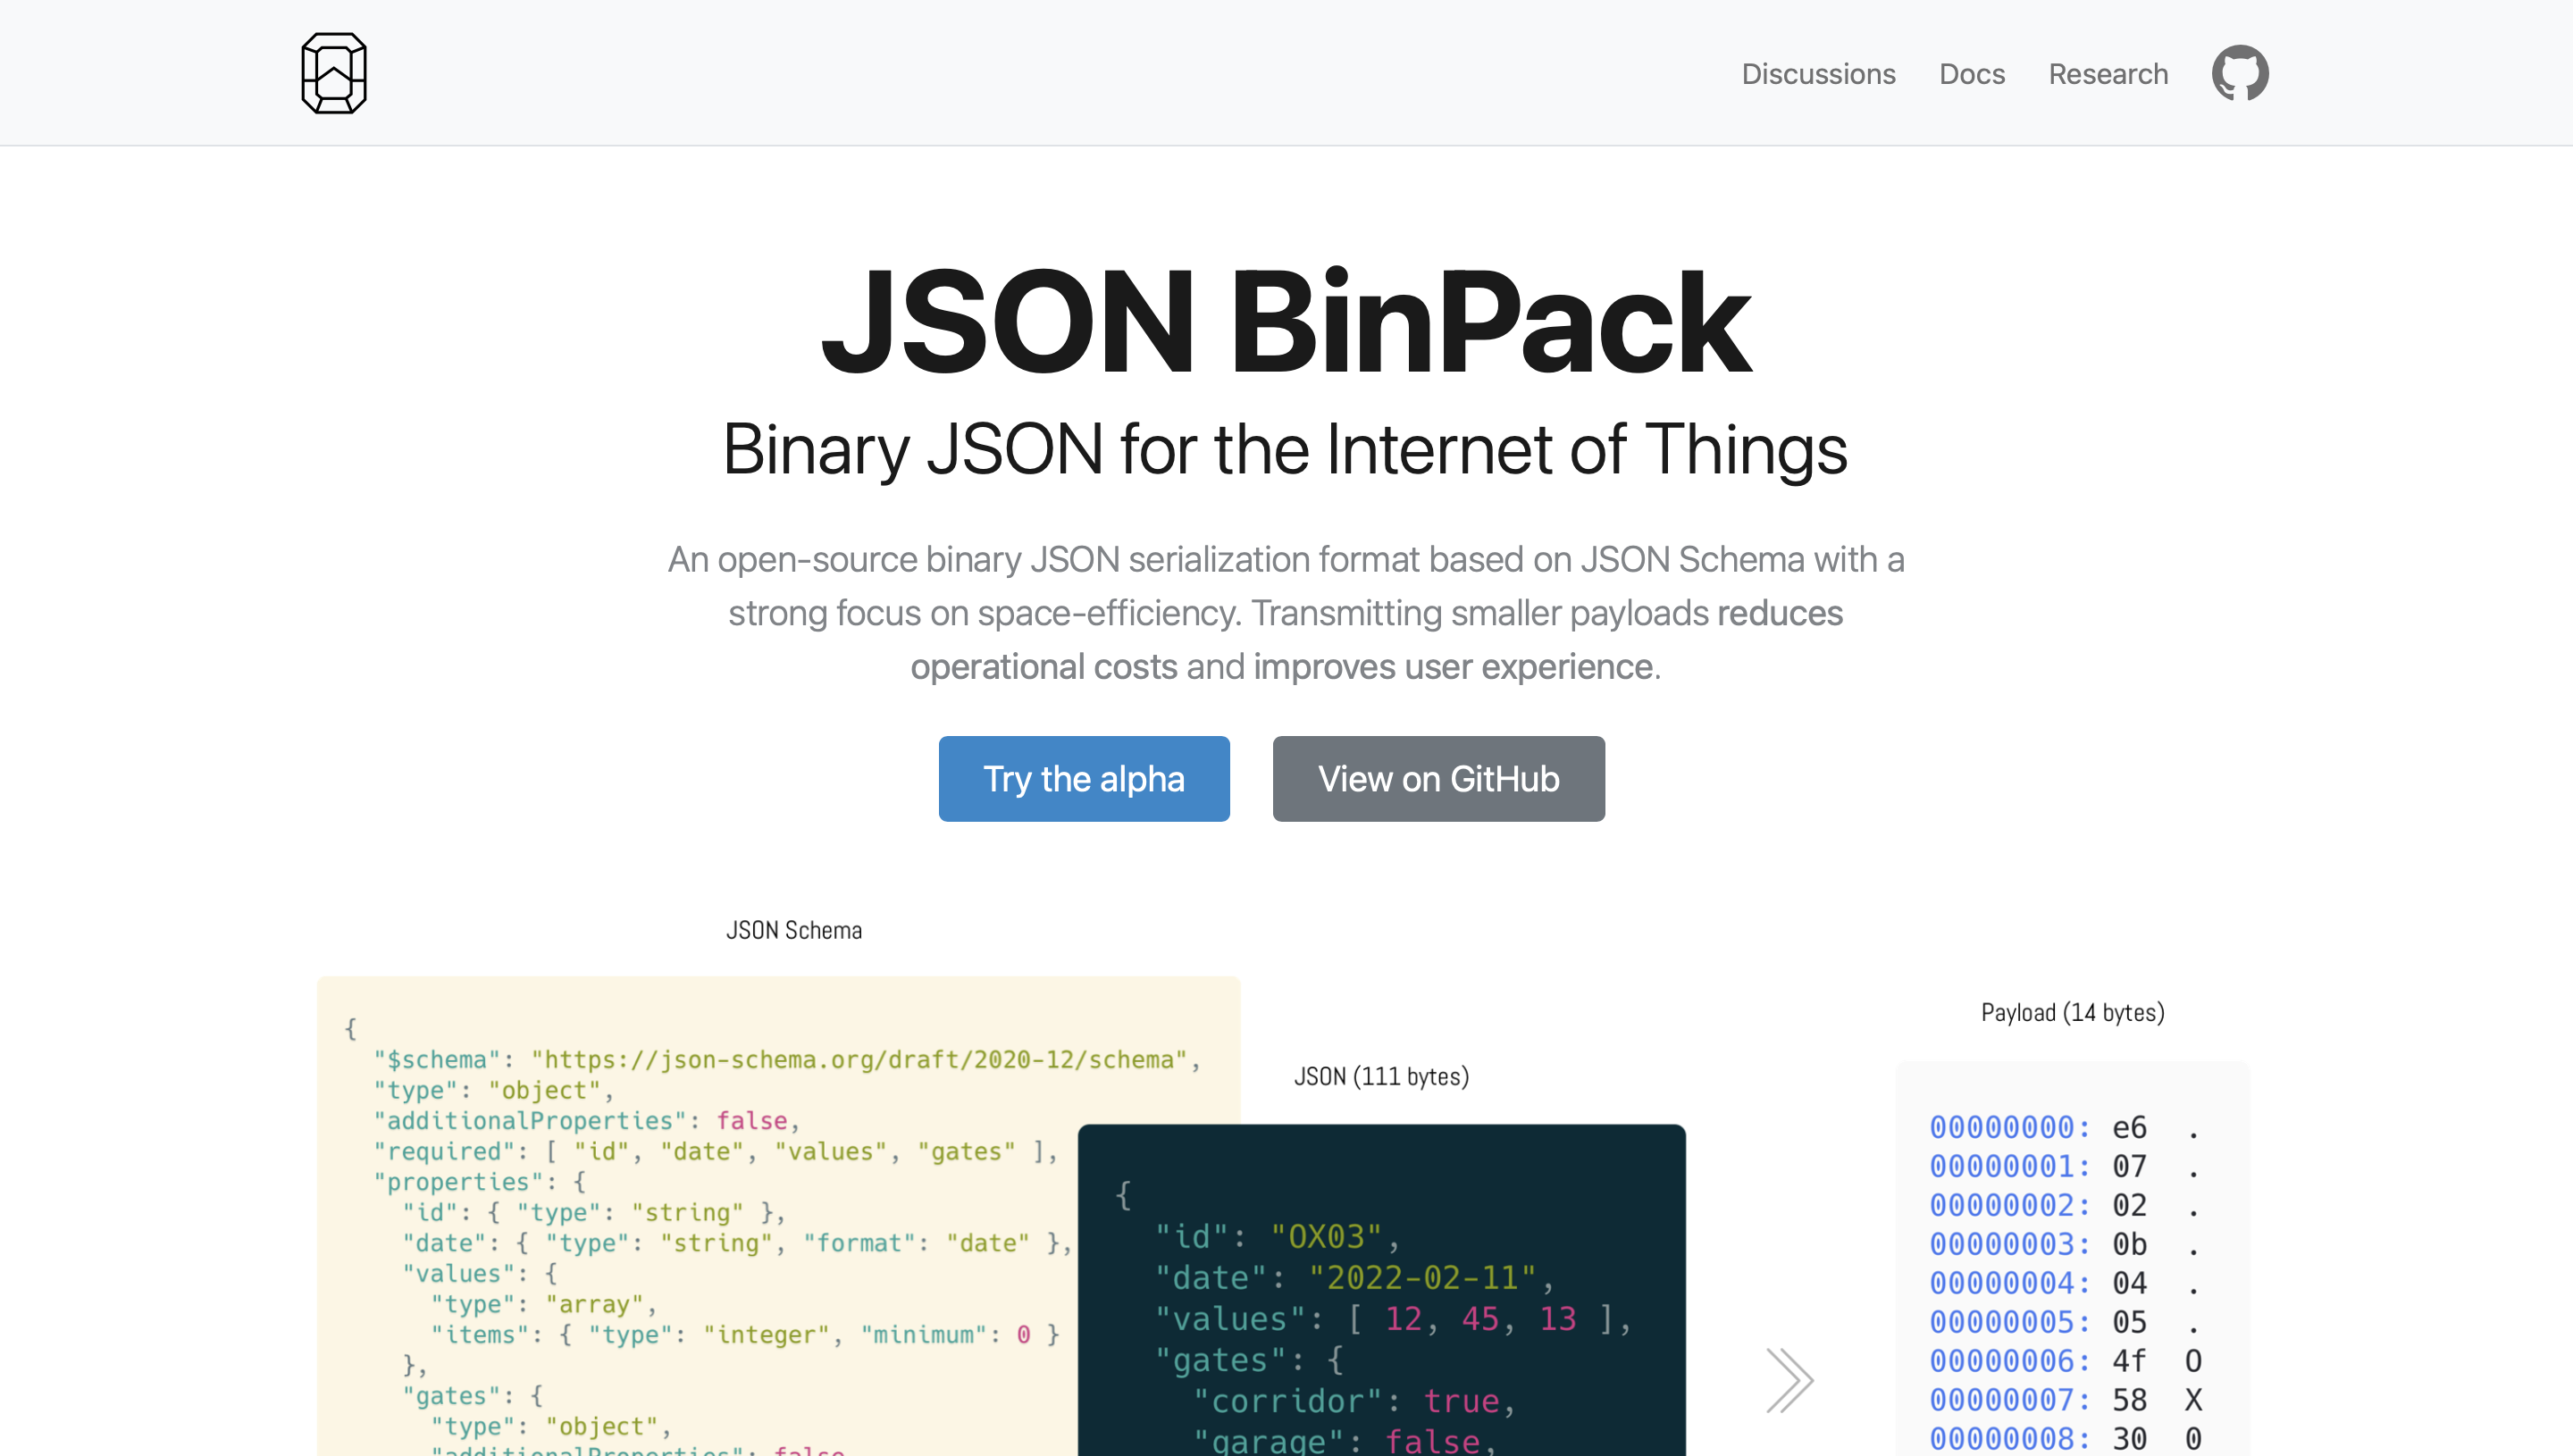 Discussions Docs Research
JSON BinPack
Binary JSON for the Internet of Things
An open-source binary JSON serialization format based on JSON Schema with a
strong focus on space-efficiency. Transmitting smaller payloads reduces
operational costs and improves user experience.
Try the alpha View on GitHub
JSON Schema
{
"$schema": "https://json-schema.org/draft/2020-12/schema",
"type": "object",
"additionalProperties": false,
"required": [ "id", "date", "values", "gates" ],
"properties": {
"id": { "type": "string" },
"date": { "type": "string", "format": "date" },
"values": {
"type": "array",
"items": { "type": "integer", "minimum": 0 }
},
"gates": {
"type": "object",
"additionalProperties": false
JSON (111 bytes)
{
"id": "OX03",
"date": "2022-02-11",
"values": [ 12, 45, 13 ],
"gates": {
"corridor": true,
"garage": false,
Payload (14 bytes)
00000000: e6 .
00000001: 07 .
00000002: 02 .
00000003: 0b .
00000004: 04 .
00000005: 05 .
00000006: 4f O
00000007: 58 X
00000008: 30 0